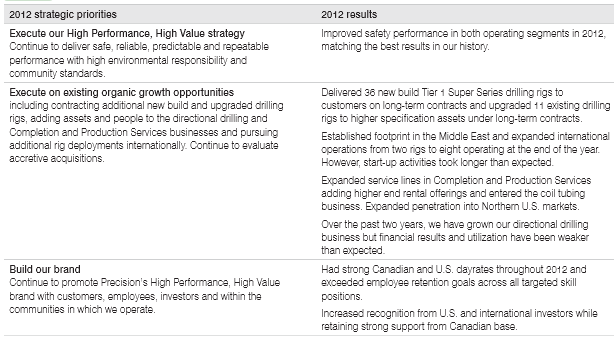 2012 strategic priorities
2012 results
Execute our High Performance, High Value strategy
Continue to deliver safe, reliable, predictable and repeatable
performance with high environmental responsibility and
community standards.
Improved safety performance in both operating segments in 2012,
matching the best results in our history.
Execute on existing organic growth opportunities
including contracting additional new build and upgraded drilling
rigs, adding assets and people to the directional drilling and
Completion and Production Services businesses and pursuing
additional rig deployments internationally. Continue to evaluate
accretive acquisitions.
Delivered 36 new build Tier 1 Super Series drilling rigs to
customers on long-term contracts and upgraded 11 existing drilling
rigs to higher specification assets under long-term contracts.
Established footprint in the Middle East and expanded international
operations from two rigs to eight operating at the end of the year.
However, start-up activities took longer than expected.
Expanded service lines in Completion and Production Services
adding higher end rental offerings and entered the coil tubing
business. Expanded penetration into Northern U.S. markets.
Over the past two years, we have grown our directional drilling
business but financial results and utilization have been weaker
than expected.
Build our brand
Continue to promote Precision's High Performance, High Value
brand with customers, employees, investors and within the
communities in which we operate.
Had strong Canadian and U.S. dayrates throughout 2012 and
exceeded employee retention goals across all targeted skill
positions.
Increased recognition from U.S. and international investors while
retaining strong support from Canadian base.